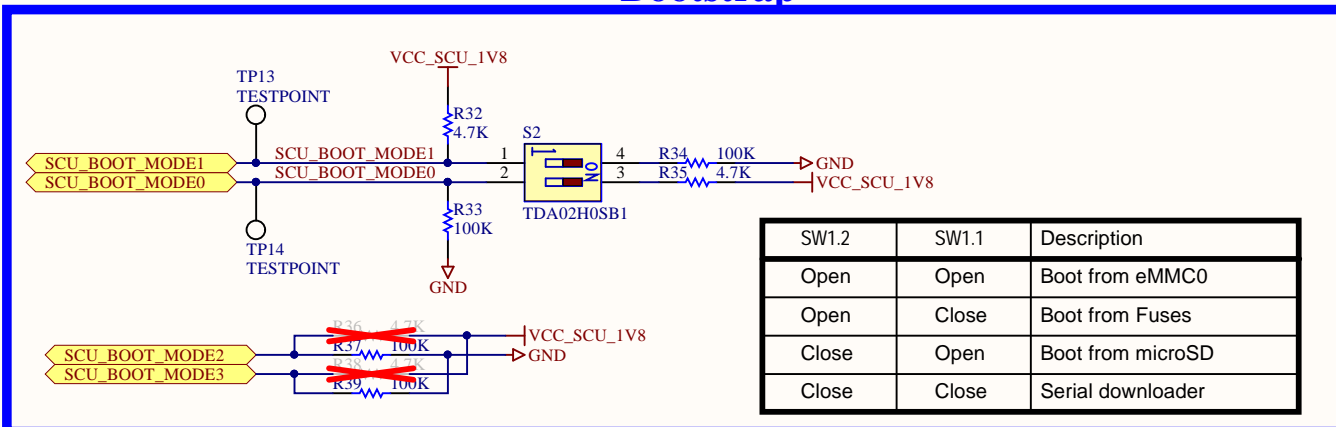 Bootstrap
VCC_SCU_1V8
TP13
TESTPOINT
R32
4.7K
S2
SCU_BOOT_MODE1
SCU_BOOT_MODE1
1
4
R34
100K
GND
SCU_BOOT_MODE0
SCU_BOOT_MODE0
2
3
R35
4.7K
VCC_SCU_1V8
1
ON
TDA02H0SB1
R33
100K
TP14
TESTPOINT
GND
SW1.2 SW1.1 Description
Open Open Boot from eMMC0
Open Close Boot from Fuses
Close Open Boot from microSD
Close Close Serial downloader
R36 4.7K
VCC_SCU_1V8
SCU_BOOT_MODE2
R37 100K
GND
SCU_BOOT_MODE3
R38 4.7K
R39 100K